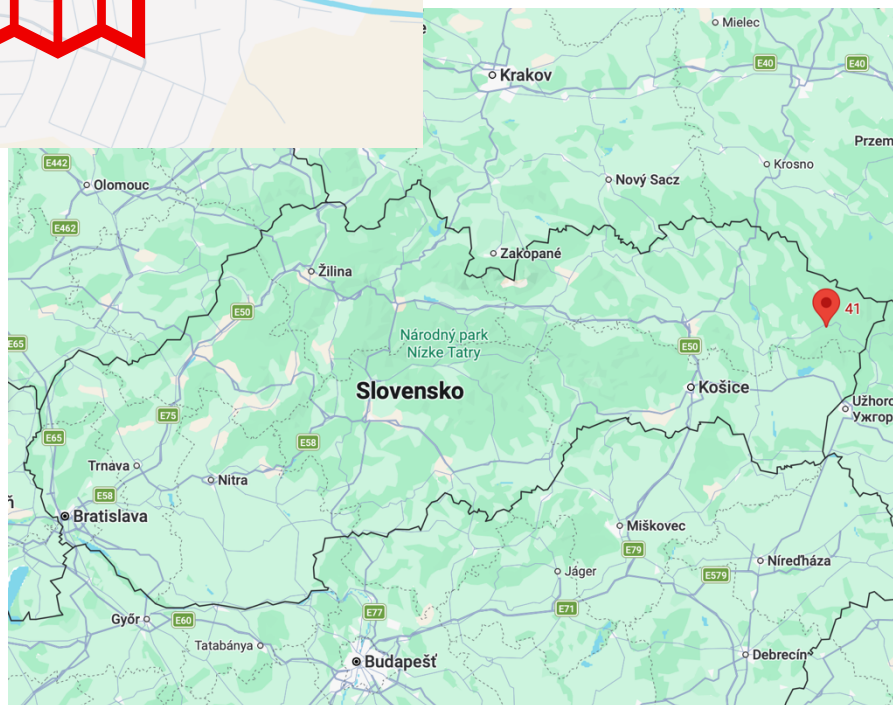 Mielec
Krakov
E40
E40
Przem
E442
Olomouc
Krosno
Nový Sacz
E462
Zakopané
Žilina
E50
41
Národný park
Nízke Tatry
E65
E50
Slovensko
Košice
Užhoro
Ужгор
E75
E65
E58
Trnava
Nitra
E58
Bratislava
Miškovec
E79
Níreďháza
Jáger
E579
Győr
E60
E77
E71
Tatabánya
Debrecín
Budapešť